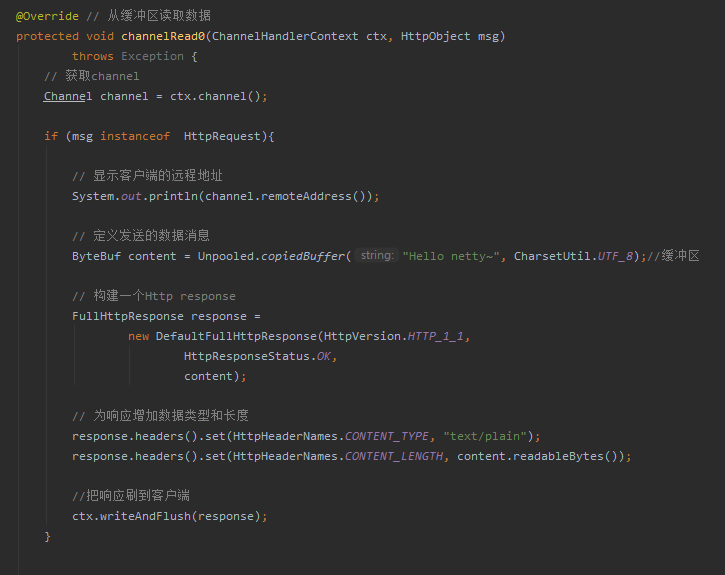 @Override // 从缓冲区读取数据
protected void channelRead0(ChannelHandlerContext ctx, HttpObject msg)
throws Exception {
// 获取channel
Channel channel = ctx.channel();
if (msg instanceof  HttpRequest){
// 显示客户端的远程地址
System.out.println(channel.remoteAddress());
// 定义发送的数据消息
ByteBuf content = Unpooled.copiedBuffer( string: "Hello netty~", CharsetUtil.UTF_8);//缓冲区
// 构建一个Http response
FullHttpResponse response =
new DefaultFullHttpResponse(HttpVersion.HTTP_1_1,
HttpResponseStatus.OK,
content);
// 为响应增加数据类型和长度
response.headers().set(HttpHeaderNames.CONTENT_TYPE, "text/plain");
response.headers().set(HttpHeaderNames.CONTENT_LENGTH, content.readableBytes());
//把响应刷到客户端
ctx.writeAndFlush(response);
}